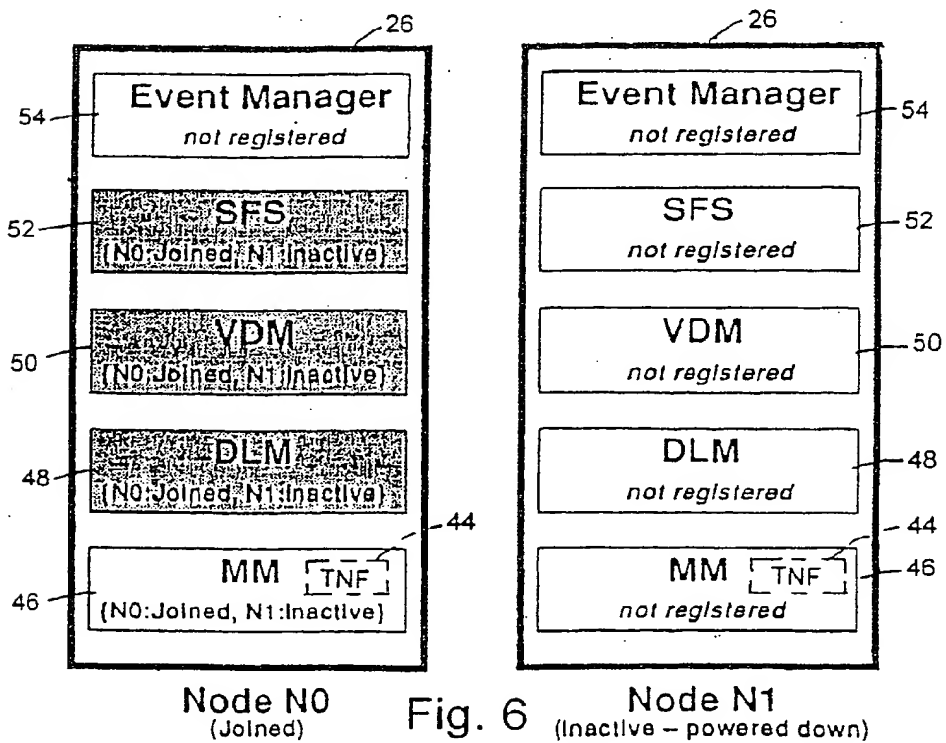 26
26
Event Manager
not registered
54
Event Manager
not registered
54
SFS
(N0:Joined, N1:Inactive)
52
SFS
not registered
52
VDM
(N0:Joined, N1:Inactive)
50
VDM
not registered
50
DLM
(N0:Joined, N1:Inactive)
48
DLM
not registered
48
44
44
MM
TNF
(N0:Joined, N1:Inactive)
46
MM
TNF
not registered
46
Node N0
(Joined)
Fig. 6
Node N1
(Inactive – powered down)